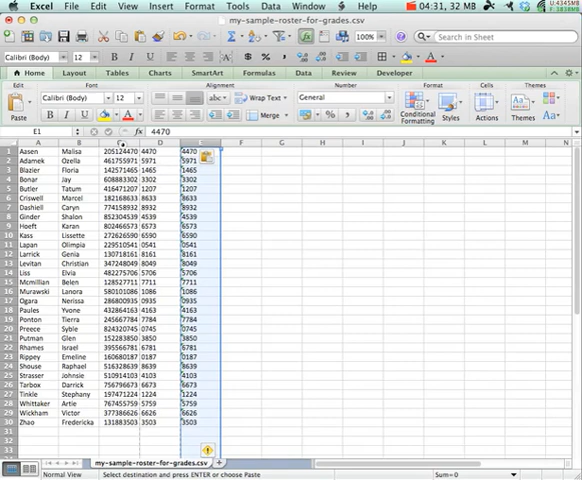 Excel File Edit View Insert Format Tools Data Window Help 04:31, 32 MB
my-sample-roster-for-grades.csv
100% Search in Sheet
Calibri (Body) 12 B I U
Home Layout Tables Charts SmartArt Formulas Data Review Developer
Edit Font Alignment Number Format Cells Themes
Calibri (Body) 12 abc Wrap Text General
Paste B I U Merge Conditional Formatting Styles Actions Themes Aa
E1 fx 4470
A B C D E F G H I J K L M N
1 Aasen Malisa 205124470 4470 4470
2 Adamek Ozella 461755971 5971 5971
3 Blazier Floria 142571465 1465 1465
4 Bonar Jay 608883302 3302 3302
5 Butler Tatum 416471207 1207 1207
6 Criswell Marcel 182168633 8633 8633
7 Dashiell Caryn 774158932 8932 8932
8 Ginder Shalon 852304539 4539 4539
9 Hoeft Karan 802466573 6573 6573
10 Kass Lissette 272626590 6590 6590
11 Lapan Olimpia 229510541 0541 0541
12 Larrick Genia 130718161 8161 8161
13 Levitan Christian 347248049 8049 8049
14 Liss Elvia 482275706 5706 5706
15 Mcmillian Belen 128527711 7711 7711
16 Murawski Lanora 580101086 1086 1086
17 Ogara Nerissa 286800935 0935 0935
18 Paules Yvone 432864163 4163 4163
19 Ponton Tierra 245667784 7784 7784
20 Preece Syble 824320745 0745 0745
21 Putman Glen 152283850 3850 3850
22 Rhames Israel 395566781 6781 6781
23 Rippey Emeline 160680187 0187 0187
24 Shouse Raphael 516328639 8639 8639
25 Strasser Johnsie 510914103 4103 4103
26 Tarbox Darrick 756796673 6673 6673
27 Tinkle Stephany 197471224 1224 1224
28 Whittaker Artie 767455759 5759 5759
29 Wickham Victor 377386626 6626 6626
30 Zhao Fredericka 131883503 3503 3503
31
32
33
my-sample-roster-for-grades.csv
Normal View Select destination and press ENTER or choose Paste Sum=0